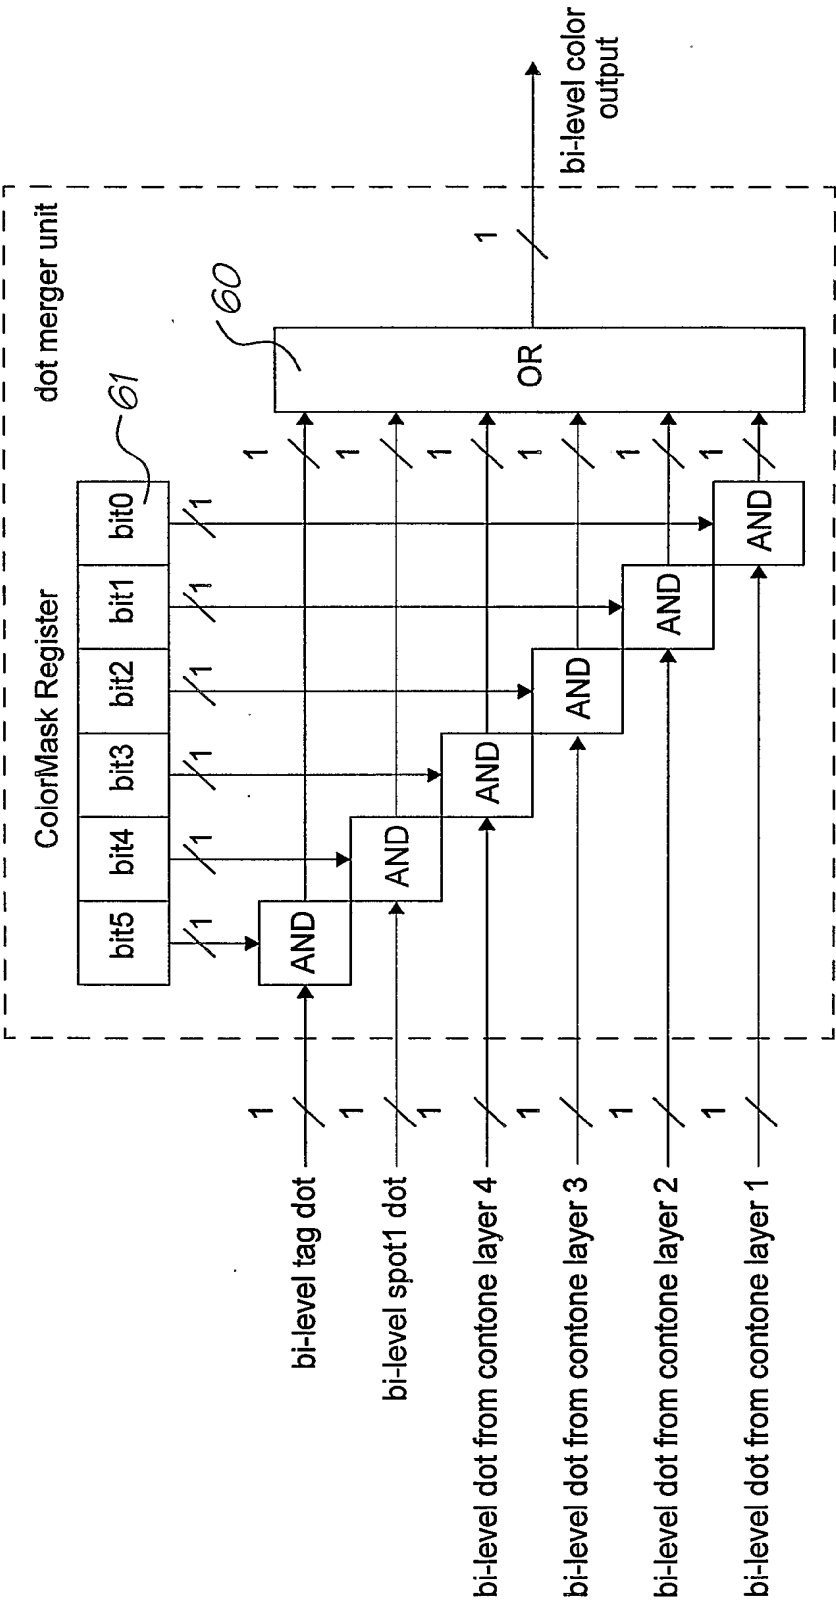 dot merger unit
ColorMask Register
bit5 bit4 bit3 bit2 bit1 bit0
61
1 1 1 1 1 1
60
bi-level tag dot
1
AND
1
bi-level spot1 dot
1
AND
1
bi-level dot from contone layer 4
1
AND
1
bi-level dot from contone layer 3
1
AND
1
bi-level dot from contone layer 2
1
AND
1
bi-level dot from contone layer 1
1
AND
1
OR
1
bi-level color
output